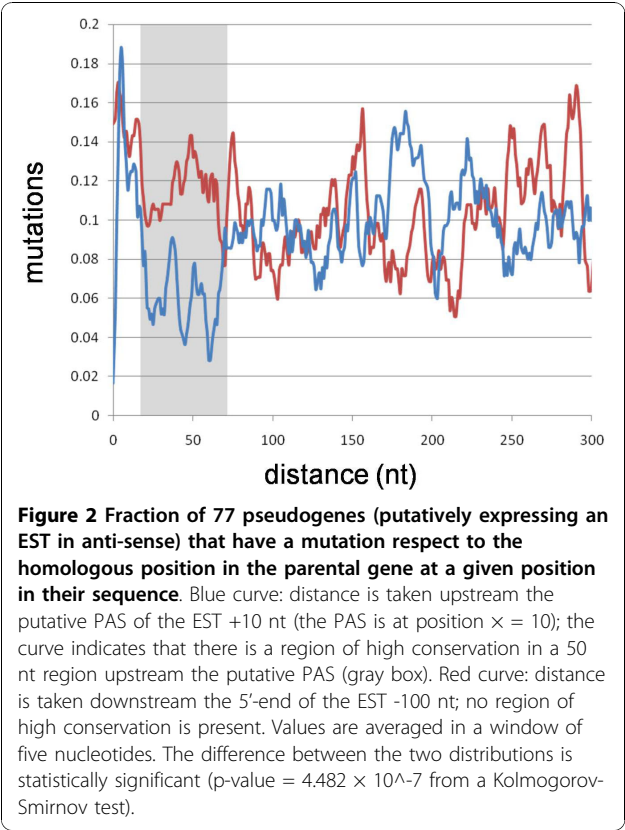 0.2
0.18
0.16
0.14
0.12
0.1
0.08
0.06
0.04
0.02
0
mutations
0 50 100 150 200 250 300
distance (nt)
Figure 2 Fraction of 77 pseudogenes (putatively expressing an
EST in anti-sense) that have a mutation respect to the
homologous position in the parental gene at a given position
in their sequence. Blue curve: distance is taken upstream the
putative PAS of the EST +10 nt (the PAS is at position × = 10); the
curve indicates that there is a region of high conservation in a 50
nt region upstream the putative PAS (gray box). Red curve: distance
is taken downstream the 5′-end of the EST -100 nt; no region of
high conservation is present. Values are averaged in a window of
five nucleotides. The difference between the two distributions is
statistically significant (p-value = 4.482 × 10^-7 from a Kolmogorov-
Smirnov test).